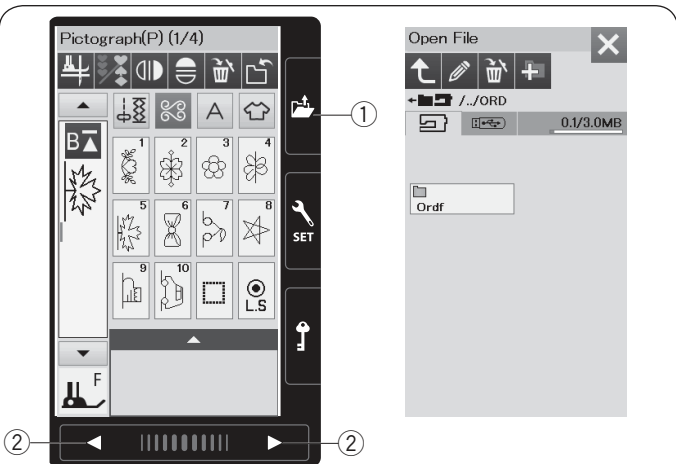 Pictograph(P) (1/4)
A
B
1 2 3 4
5 6 7 8
9 10
L.S
F
SET
1
2
2
Open File
/../ORD
0.1/3.0MB
Ordf